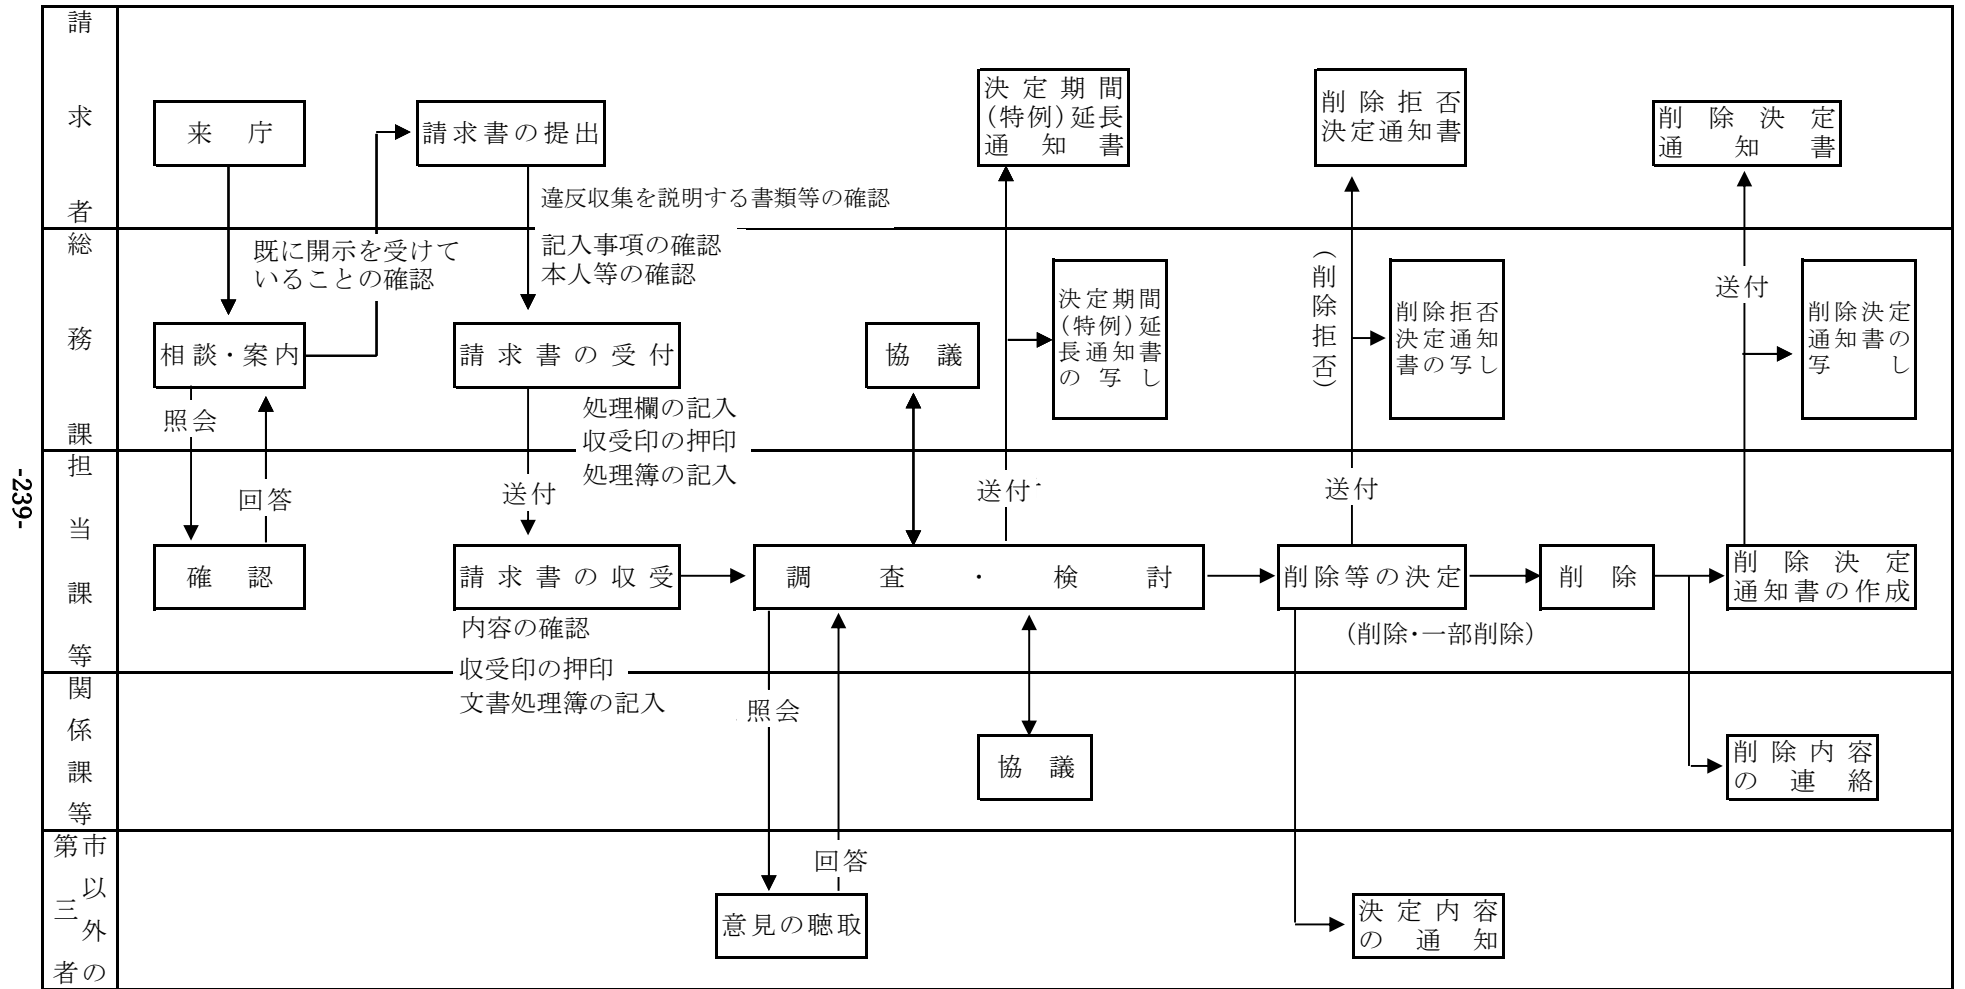 請求者
来庁
請求書の提出
決定期間
(特例)延長
通知書
削除拒否
決定通知書
削除決定
通知書
違反収集を説明する書類等の確認
総務課
既に開示を受けて
いることの確認
記入事項の確認
本人等の確認
相談・案内
請求書の受付
協議
決定期間
(特例)延
長通知書
の写し
(削除拒否)
削除拒否
決定通知
書の写し
送付
削除決定
通知書の
写し
照会
回答
処理欄の記入
収受印の押印
処理簿の記入
送付
送付
送付
担当課等
確認
請求書の収受
調査・検討
削除等の決定
削除
削除決定
通知書の作成
内容の確認
収受印の押印
文書処理簿の記入
(削除・一部削除)
関係課等
照会
協議
削除内容
の連絡
市以外の
第三者
回答
意見の聴取
決定内容
の通知
-239-